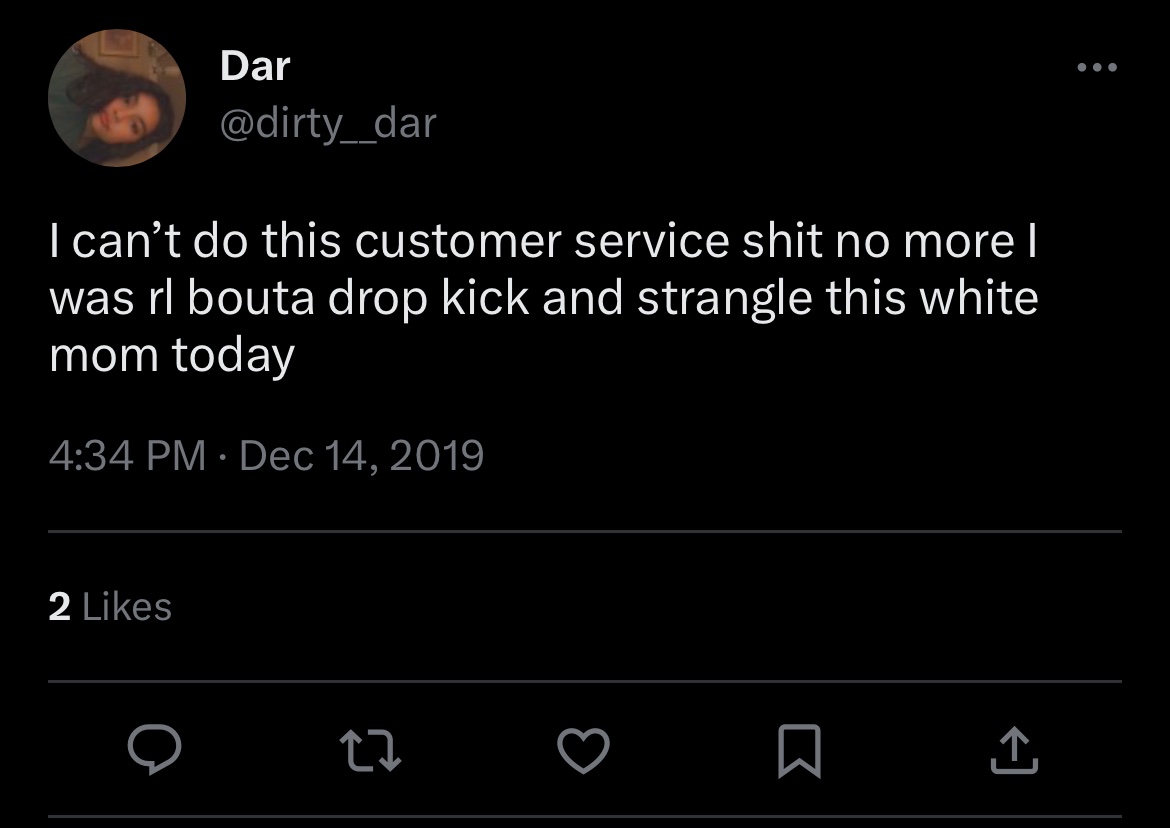 Dar
@dirty__dar
I can’t do this customer service shit no more I
was rl bouta drop kick and strangle this white
mom today
4:34 PM · Dec 14, 2019
2 Likes